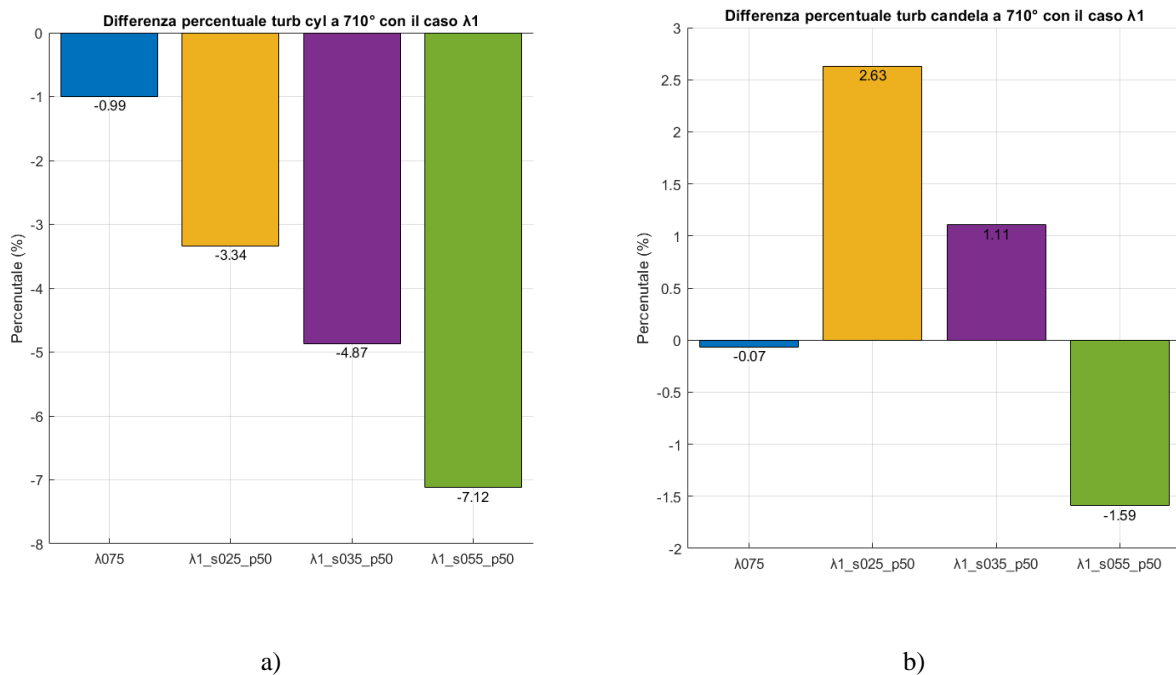 Differenza percentuale turb cyl a 710° con il caso λ1
0
-1
-2
-3
-4
-5
-6
-7
-8
Percenutale (%)
-0.99
-3.34
-4.87
-7.12
λ075
λ1_s025_p50
λ1_s035_p50
λ1_s055_p50
a)
Differenza percentuale turb candela a 710° con il caso λ1
3
2.5
2
1.5
1
0.5
0
-0.5
-1
-1.5
-2
Percenutale (%)
-0.07
2.63
1.11
-1.59
λ075
λ1_s025_p50
λ1_s035_p50
λ1_s055_p50
b)